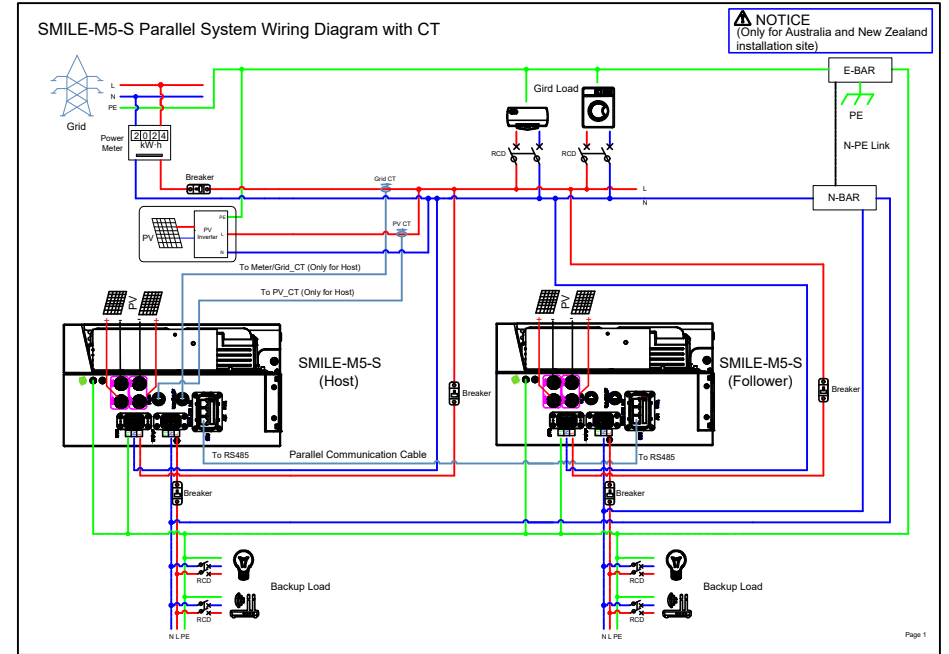 SMILE-M5-S Parallel System Wiring Diagram with CT
NOTICE
(Only for Australia and New Zealand
installation site)
L
N
PE
Grid
Gird Load
E-BAR
PE
Power
Meter
2024
kW·h
RCD
RCD
N-PE Link
Breaker
Grid CT
L
N
N-BAR
PV
PV
Inverter
PE
L
N
PV CT
To Meter/Grid_CT (Only for Host)
To PV_CT (Only for Host)
PV
+ - - +
PV
+ - - +
SMILE-M5-S
(Host)
SMILE-M5-S
(Follower)
Breaker
Breaker
To RS485
Parallel Communication Cable
To RS485
Breaker
Breaker
RCD
RCD
Backup Load
N L PE
RCD
RCD
Backup Load
N L PE
Page 1